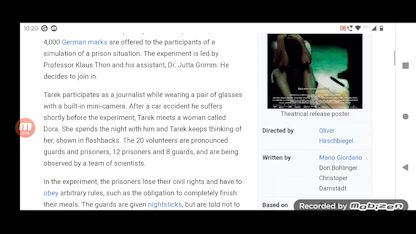 10:20
4,000 German marks are offered to the participants of a
simulation of a prison situation. The experiment is led by
Professor Klaus Thon and his assistant, Dr. Jutta Grimm. He
decides to join in.
Tarek participates as a journalist while wearing a pair of glasses
with a built-in mini-camera. After a car accident he suffers
shortly before the experiment, Tarek meets a woman called
Dora. She spends the night with him and Tarek keeps thinking of
her, shown in flashbacks. The 20 volunteers are pronounced
guards and prisoners, 12 prisoners and 8 guards, and are being
observed by a team of scientists.
In the experiment, the prisoners lose their civil rights and have to
obey arbitrary rules, such as the obligation to completely finish
their meals. The guards are given nightsticks, but are told not to
Theatrical release poster
Directed by
Oliver
Hirschbiegel
Written by
Mario Giordano
Don Bohlinger
Christoper
Darnstädt
Based on
Recorded by Mobizen